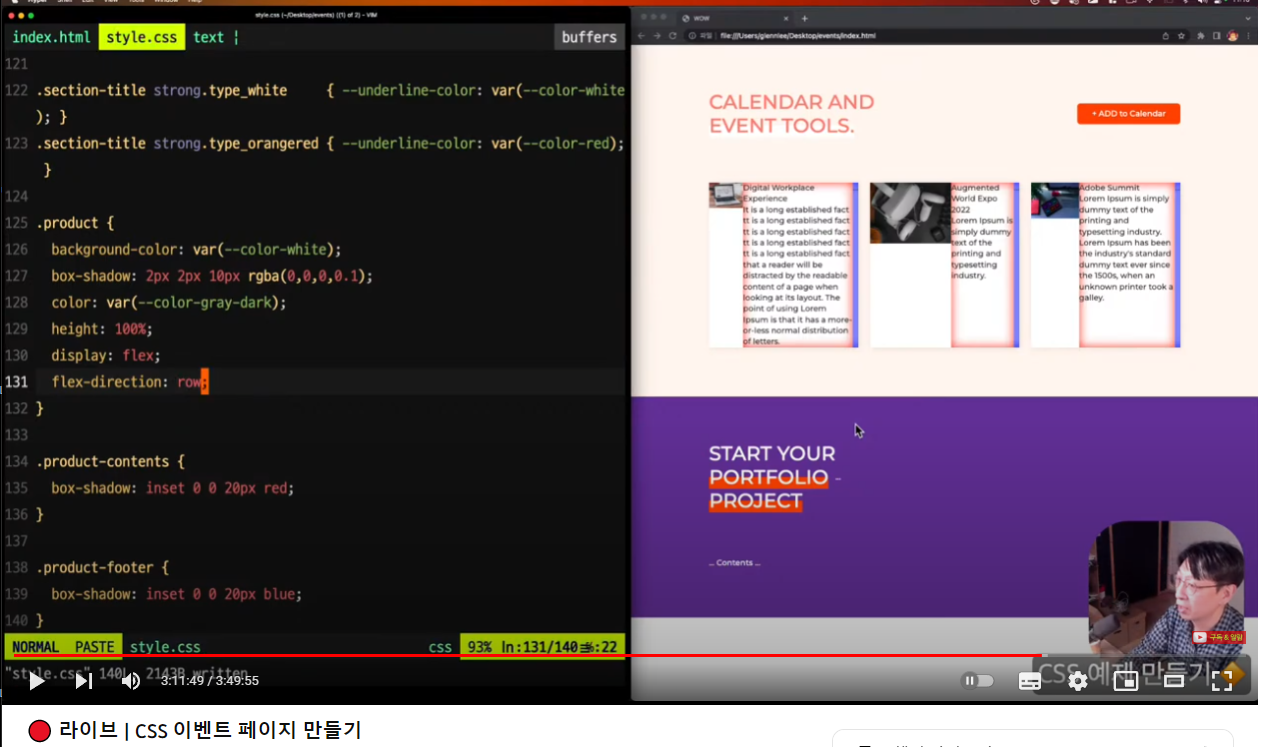 style.css (~/Desktop/events) ((1) of 2) - VIM
index.html style.css text ¦ buffers
121
122 .section-title strong.type_white { --underline-color: var(--color-white
); }
123 .section-title strong.type_orangered { --underline-color: var(--color-red);
}
124
125 .product {
126 background-color: var(--color-white);
127 box-shadow: 2px 2px 10px rgba(0,0,0,0.1);
128 color: var(--color-gray-dark);
129 height: 100%;
130 display: flex;
131 flex-direction: row;
132 }
133
134 .product-contents {
135 box-shadow: inset 0 0 20px red;
136 }
137
138 .product-footer {
139 box-shadow: inset 0 0 20px blue;
140 }
NORMAL PASTE style.css css 93% ln:131/140☰:22
"style.css" 140L, 2143B written
WOW
파일 file:///Users/glennlee/Desktop/events/index.html
CALENDAR AND
EVENT TOOLS.
+ ADD to Calendar
Digital Workplace
Experience
It is a long established fact
tt is a long established fact
tt is a long established fact
tt is a long established fact
tt is a long established fact
that a reader will be
distracted by the readable
content of a page when
looking at its layout. The
point of using Lorem
Ipsum is that it has a more-
or-less normal distribution
of letters.
Augmented
World Expo
2022
Lorem Ipsum is
simply dummy
text of the
printing and
typesetting
industry.
Adobe Summit
Lorem Ipsum is simply
dummy text of the
printing and
typesetting industry.
Lorem Ipsum has been
the industry's standard
dummy text ever since
the 1500s, when an
unknown printer took a
galley.
START YOUR
PORTFOLIO –
PROJECT
... Contents ...
구독 & 알림
CSS 예제 만들기
3:11:49 / 3:49:55
라이브 | CSS 이벤트 페이지 만들기